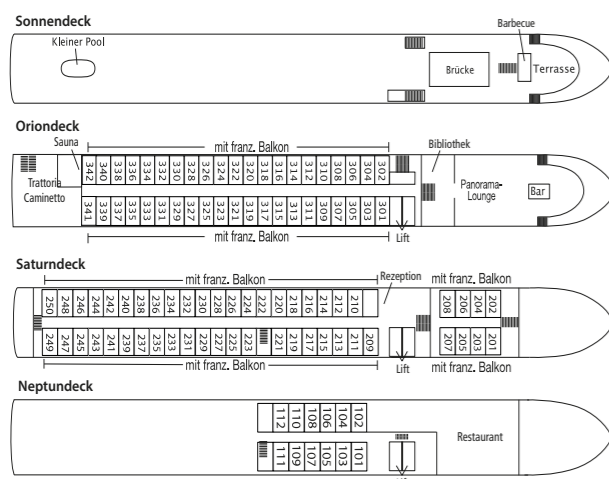 Sonnendeck
Kleiner Pool
Barbecue
Brücke
Terrasse
Oriondeck
Sauna
mit franz. Balkon
Bibliothek
342 340 338 336 334 332 330 328 326 324 322 320 318 316 314 312 310 308 306 304 302
Trattoria
Caminetto
Panorama-
Lounge
Bar
341 339 337 335 333 331 329 327 325 323 321 319 317 315 313 311 309 307 305 303 301
mit franz. Balkon
Lift
Saturndeck
mit franz. Balkon
Rezeption
mit franz. Balkon
250 248 246 244 242 240 238 236 234 232 230 228 226 224 222 220 218 216 214 212 210
208 206 204 202
249 247 245 243 241 239 237 235 233 231 229 227 225 223 221 219 217 215 213 211 209
207 205 203 201
mit franz. Balkon
Lift
mit franz. Balkon
Neptundeck
112 110 108 106 104 102
Restaurant
111 109 107 105 103 101